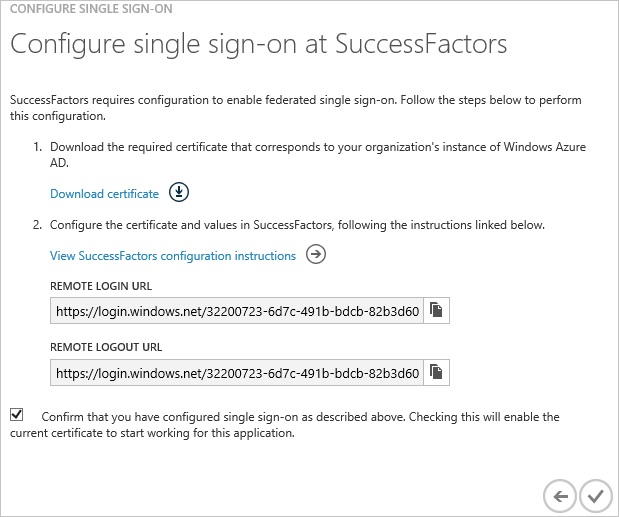 CONFIGURE SINGLE SIGN-ON
Configure single sign-on at SuccessFactors
SuccessFactors requires configuration to enable federated single sign-on. Follow the steps below to perform
this configuration.
1. Download the required certificate that corresponds to your organization's instance of Windows Azure
AD.
Download certificate
2. Configure the certificate and values in SuccessFactors, following the instructions linked below.
View SuccessFactors configuration instructions
REMOTE LOGIN URL
https://login.windows.net/32200723-6d7c-491b-bdcb-82b3d60
REMOTE LOGOUT URL
https://login.windows.net/32200723-6d7c-491b-bdcb-82b3d60
Confirm that you have configured single sign-on as described above. Checking this will enable the
current certificate to start working for this application.